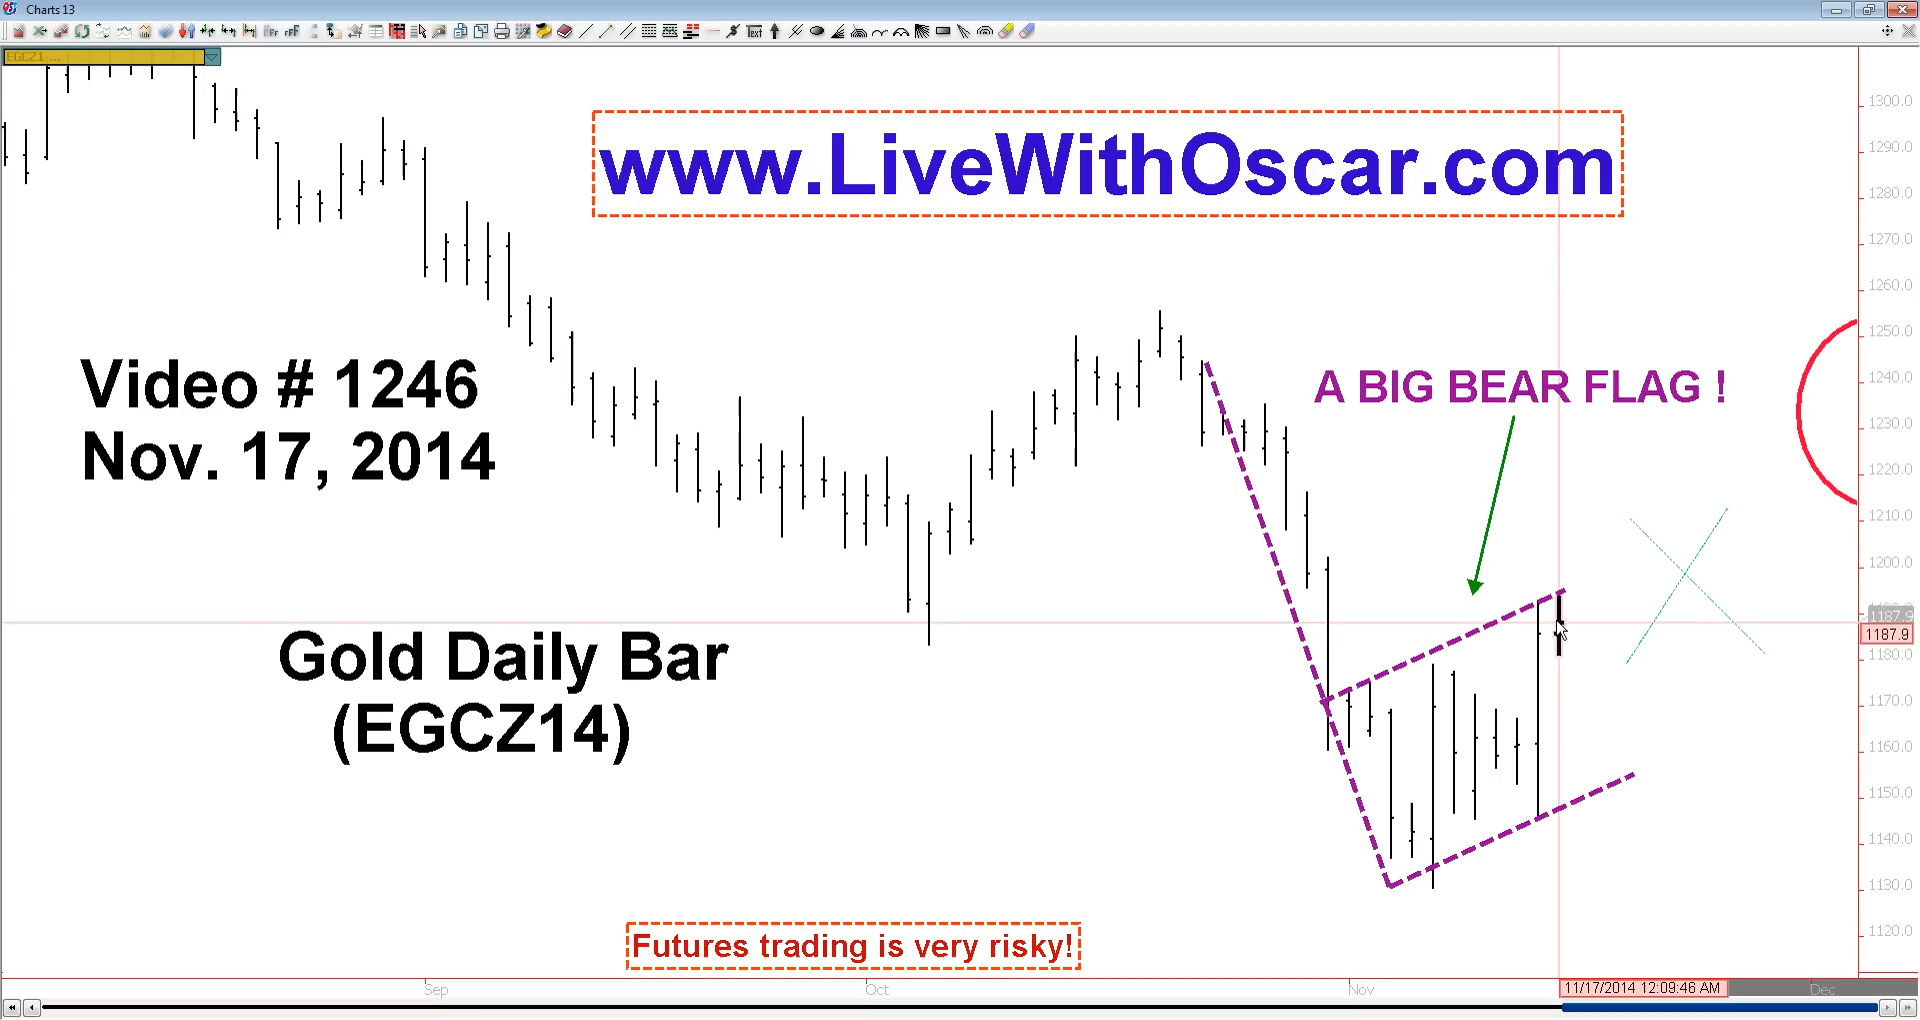 Charts 13
EGCZ1 ...
www.LiveWithOscar.com
Video # 1246
Nov. 17, 2014
A BIG BEAR FLAG !
Gold Daily Bar
(EGCZ14)
Futures trading is very risky!
1300.0
1290.0
1280.0
1270.0
1260.0
1250.0
1240.0
1230.0
1220.0
1210.0
1200.0
1187.9
1187.9
1180.0
1170.0
1160.0
1150.0
1140.0
1130.0
1120.0
Sep
Oct
Nov
11/17/2014 12:09:46 AM
Dec